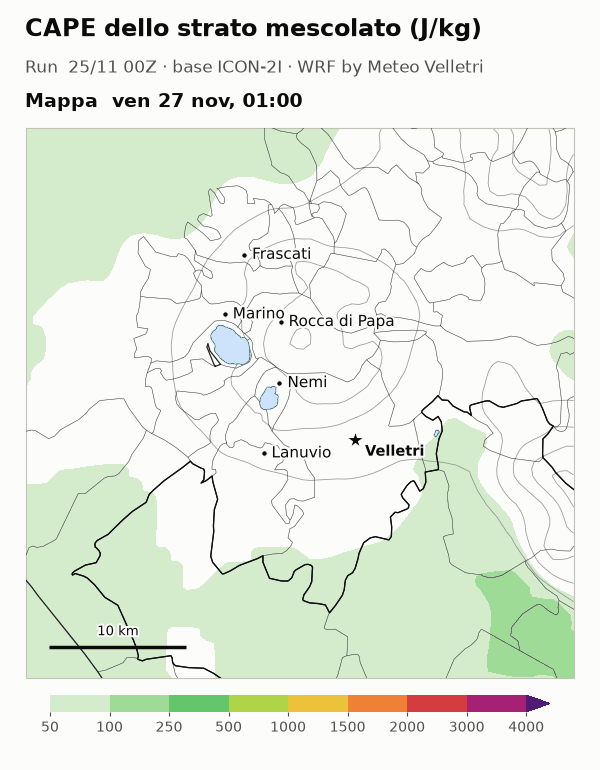 CAPE dello strato mescolato (J/kg)
Run  25/11 00Z · base ICON-2I · WRF by Meteo Velletri
Mappa  ven 27 nov, 01:00
Frascati
Marino
Rocca di Papa
Nemi
Velletri
Lanuvio
10 km
50 100 250 500 1000 1500 2000 3000 4000